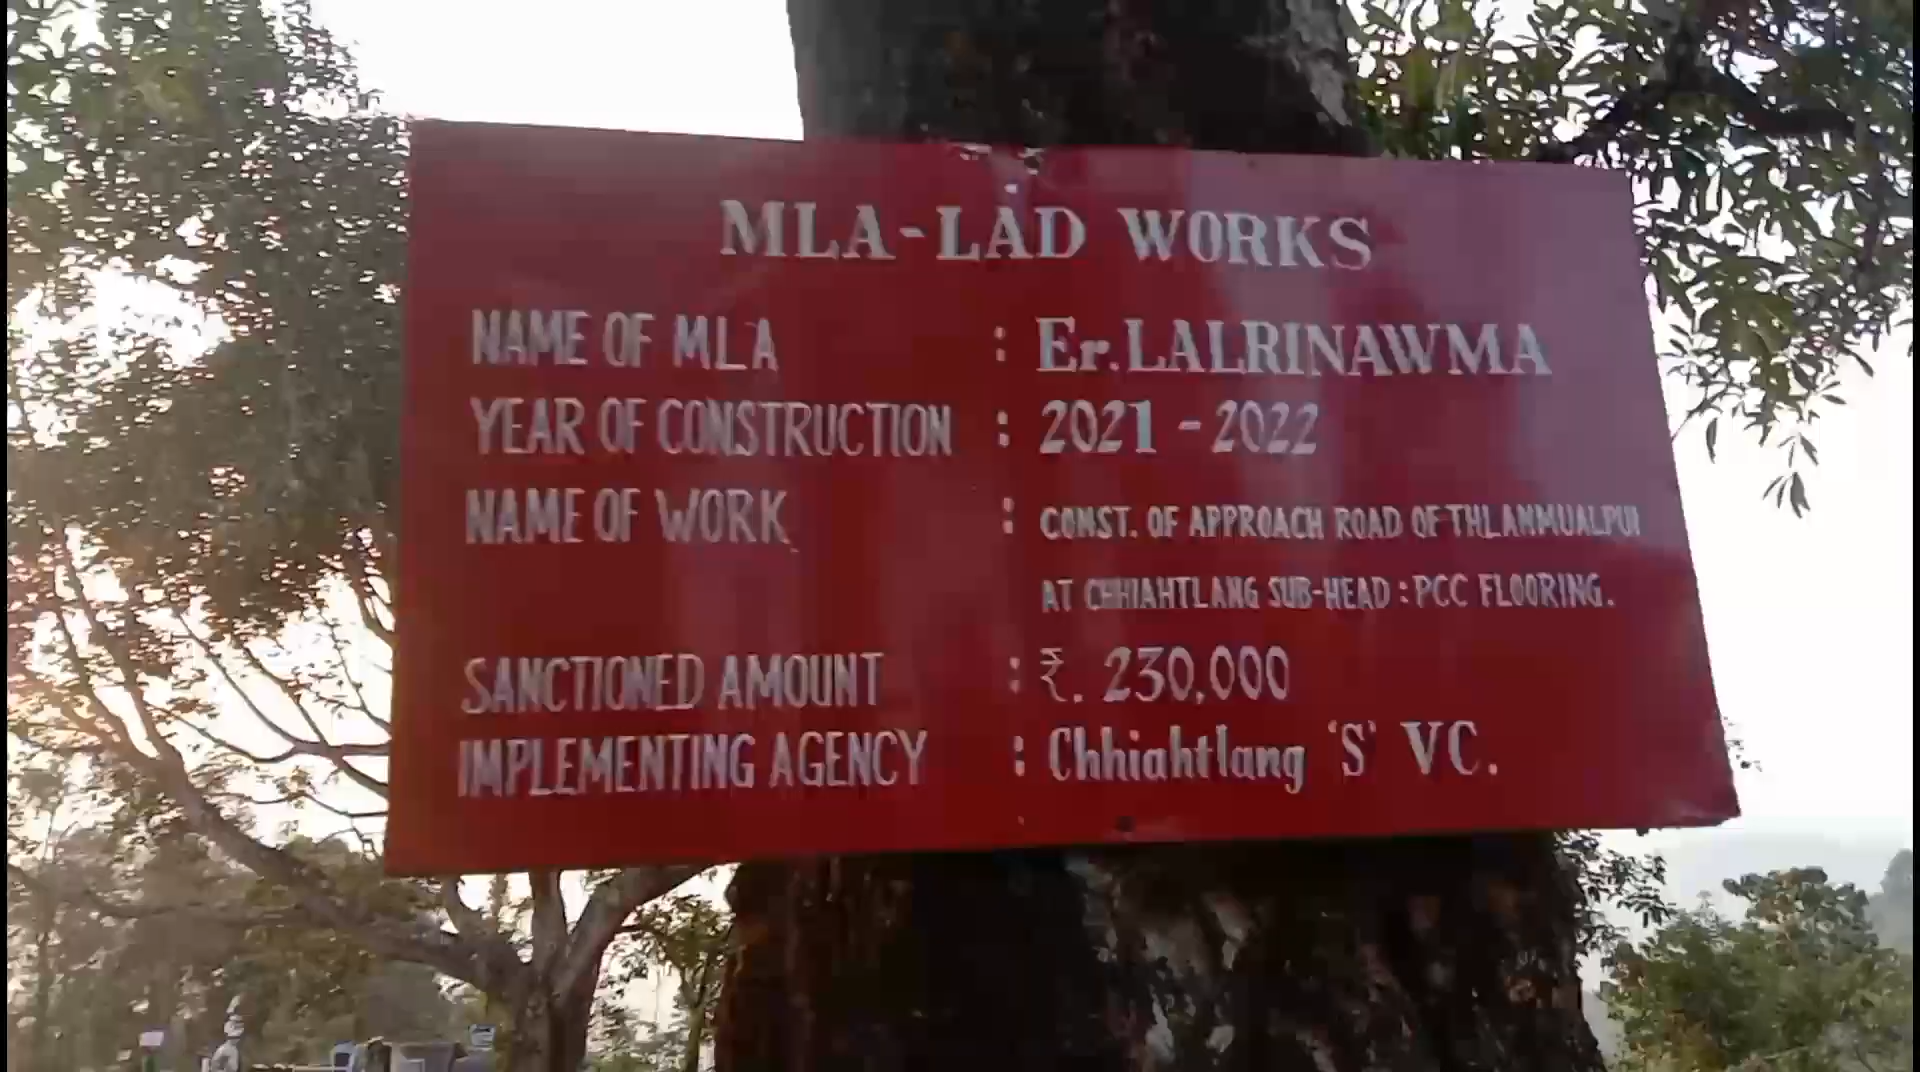 MLA-LAD WORKS
NAME OF MLA : Er.LALRINAWMA
YEAR OF CONSTRUCTION : 2021 - 2022
NAME OF WORK : CONST. OF APPROACH ROAD OF THLANMUALPUI
AT CHHIAHTLANG SUB-HEAD : PCC FLOORING.
SANCTIONED AMOUNT : ₹. 230,000
IMPLEMENTING AGENCY : Chhiahtlang 'S' VC.